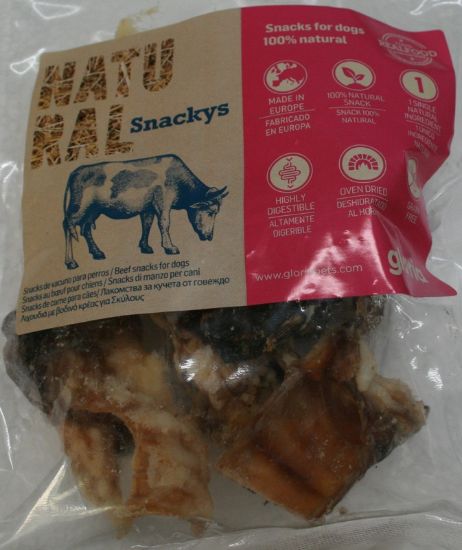 NATU
RAL
Snackys
Snacks for dogs
100% natural
REALFOOD
MADE IN
EUROPE
FABRICADO
EN EUROPA
100% NATURAL
SNACK
SNACK 100%
NATURAL
1
1 SINGLE
NATURAL
INGREDIENT
HIGHLY
DIGESTIBLE
ALTAMENTE
DIGERIBLE
OVEN DRIED
DESHIDRATADO
AL HORNO
FREE
Snacks de vacuno para perros / Beef snacks for dogs
Snacks au bœuf pour chiens / Snacks di manzo per cani
Snacks de carne para cães / Лакомства за кучета от говеждо
Λιχουδιά με βοδινό κρέας για Σκύλους
www.gloriapets.com
gloria